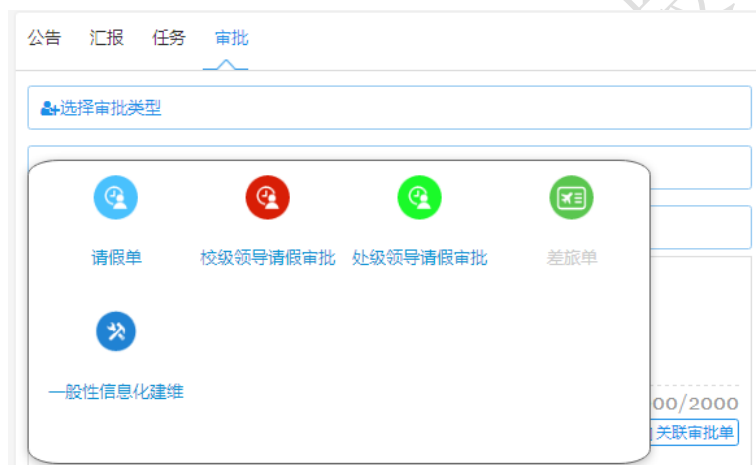 公告 汇报 任务 审批
选择审批类型
请假单 校级领导请假审批 处级领导请假审批 差旅单
一般性信息化建维
00/2000
关联审批单